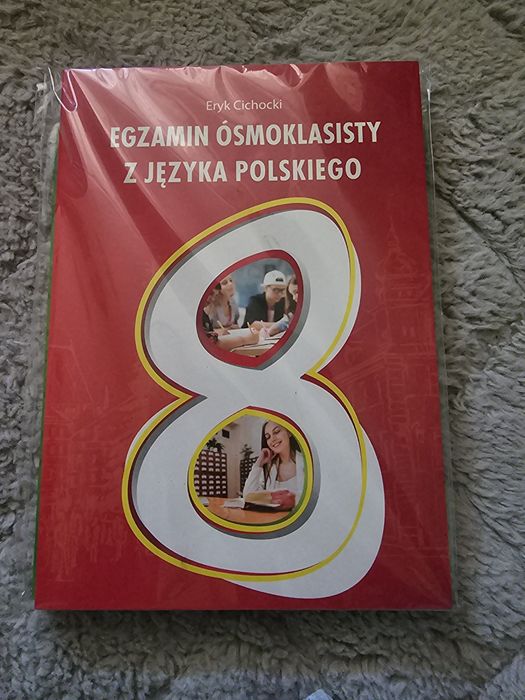 Eryk Cichocki
EGZAMIN ÓSMOKLASISTY
Z JĘZYKA POLSKIEGO
8